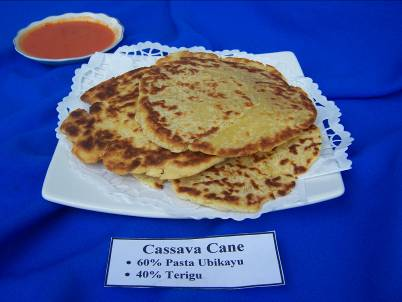 Cassava Cane
• 60% Pasta Ubikayu
• 40% Terigu